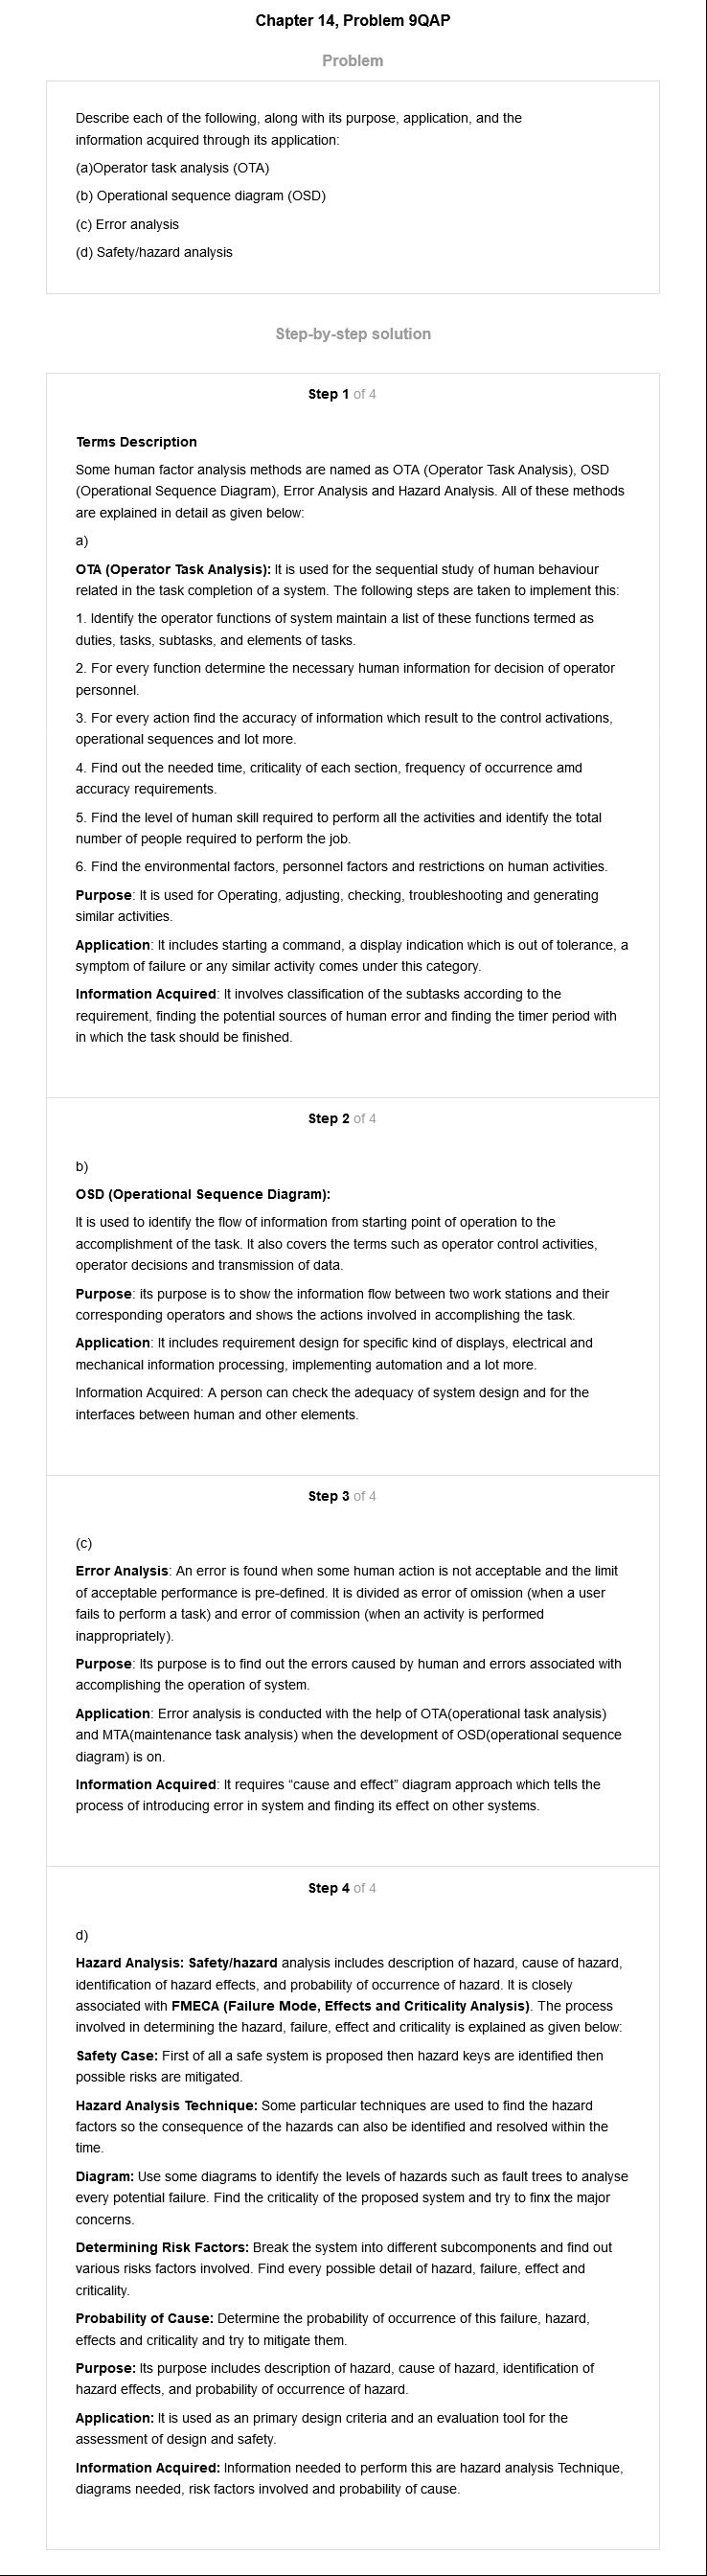 Chapter 14, Problem 9QAP
Problem
Describe each of the following, along with its purpose, application, and the
information acquired through its application:
(a)Operator task analysis (OTA)
(b) Operational sequence diagram (OSD)
(c) Error analysis
(d) Safety/hazard analysis
Step-by-step solution
Step 1 of 4
Terms Description
Some human factor analysis methods are named as OTA (Operator Task Analysis), OSD
(Operational Sequence Diagram), Error Analysis and Hazard Analysis. All of these methods
are explained in detail as given below:
a)
OTA (Operator Task Analysis): It is used for the sequential study of human behaviour
related in the task completion of a system. The following steps are taken to implement this:
1. Identify the operator functions of system maintain a list of these functions termed as
duties, tasks, subtasks, and elements of tasks.
2. For every function determine the necessary human information for decision of operator
personnel.
3. For every action find the accuracy of information which result to the control activations,
operational sequences and lot more.
4. Find out the needed time, criticality of each section, frequency of occurrence amd
accuracy requirements.
5. Find the level of human skill required to perform all the activities and identify the total
number of people required to perform the job.
6. Find the environmental factors, personnel factors and restrictions on human activities.
Purpose: It is used for Operating, adjusting, checking, troubleshooting and generating
similar activities.
Application: It includes starting a command, a display indication which is out of tolerance, a
symptom of failure or any similar activity comes under this category.
Information Acquired: It involves classification of the subtasks according to the
requirement, finding the potential sources of human error and finding the timer period with
in which the task should be finished.
Step 2 of 4
b)
OSD (Operational Sequence Diagram):
It is used to identify the flow of information from starting point of operation to the
accomplishment of the task. It also covers the terms such as operator control activities,
operator decisions and transmission of data.
Purpose: its purpose is to show the information flow between two work stations and their
corresponding operators and shows the actions involved in accomplishing the task.
Application: It includes requirement design for specific kind of displays, electrical and
mechanical information processing, implementing automation and a lot more.
Information Acquired: A person can check the adequacy of system design and for the
interfaces between human and other elements.
Step 3 of 4
(c)
Error Analysis: An error is found when some human action is not acceptable and the limit
of acceptable performance is pre-defined. It is divided as error of omission (when a user
fails to perform a task) and error of commission (when an activity is performed
inappropriately).
Purpose: Its purpose is to find out the errors caused by human and errors associated with
accomplishing the operation of system.
Application: Error analysis is conducted with the help of OTA(operational task analysis)
and MTA(maintenance task analysis) when the development of OSD(operational sequence
diagram) is on.
Information Acquired: It requires “cause and effect” diagram approach which tells the
process of introducing error in system and finding its effect on other systems.
Step 4 of 4
d)
Hazard Analysis: Safety/hazard analysis includes description of hazard, cause of hazard,
identification of hazard effects, and probability of occurrence of hazard. It is closely
associated with FMECA (Failure Mode, Effects and Criticality Analysis). The process
involved in determining the hazard, failure, effect and criticality is explained as given below:
Safety Case: First of all a safe system is proposed then hazard keys are identified then
possible risks are mitigated.
Hazard Analysis Technique: Some particular techniques are used to find the hazard
factors so the consequence of the hazards can also be identified and resolved within the
time.
Diagram: Use some diagrams to identify the levels of hazards such as fault trees to analyse
every potential failure. Find the criticality of the proposed system and try to finx the major
concerns.
Determining Risk Factors: Break the system into different subcomponents and find out
various risks factors involved. Find every possible detail of hazard, failure, effect and
criticality.
Probability of Cause: Determine the probability of occurrence of this failure, hazard,
effects and criticality and try to mitigate them.
Purpose: Its purpose includes description of hazard, cause of hazard, identification of
hazard effects, and probability of occurrence of hazard.
Application: It is used as an primary design criteria and an evaluation tool for the
assessment of design and safety.
Information Acquired: Information needed to perform this are hazard analysis Technique,
diagrams needed, risk factors involved and probability of cause.